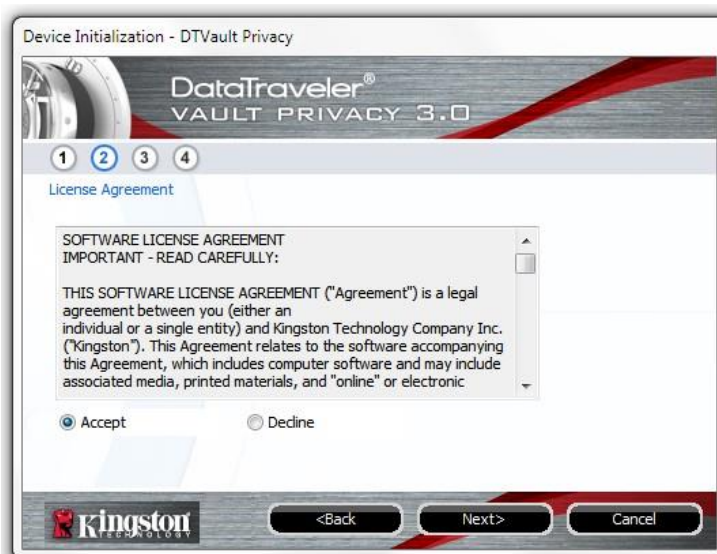 Device Initialization - DTVault Privacy
DataTraveler®
VAULT PRIVACY 3.0
1 2 3 4
License Agreement
SOFTWARE LICENSE AGREEMENT
IMPORTANT - READ CAREFULLY:
THIS SOFTWARE LICENSE AGREEMENT ("Agreement") is a legal
agreement between you (either an
individual or a single entity) and Kingston Technology Company Inc.
("Kingston"). This Agreement relates to the software accompanying
this Agreement, which includes computer software and may include
associated media, printed materials, and "online" or electronic
Accept Decline
Kingston
TECHNOLOGY
<Back Next> Cancel